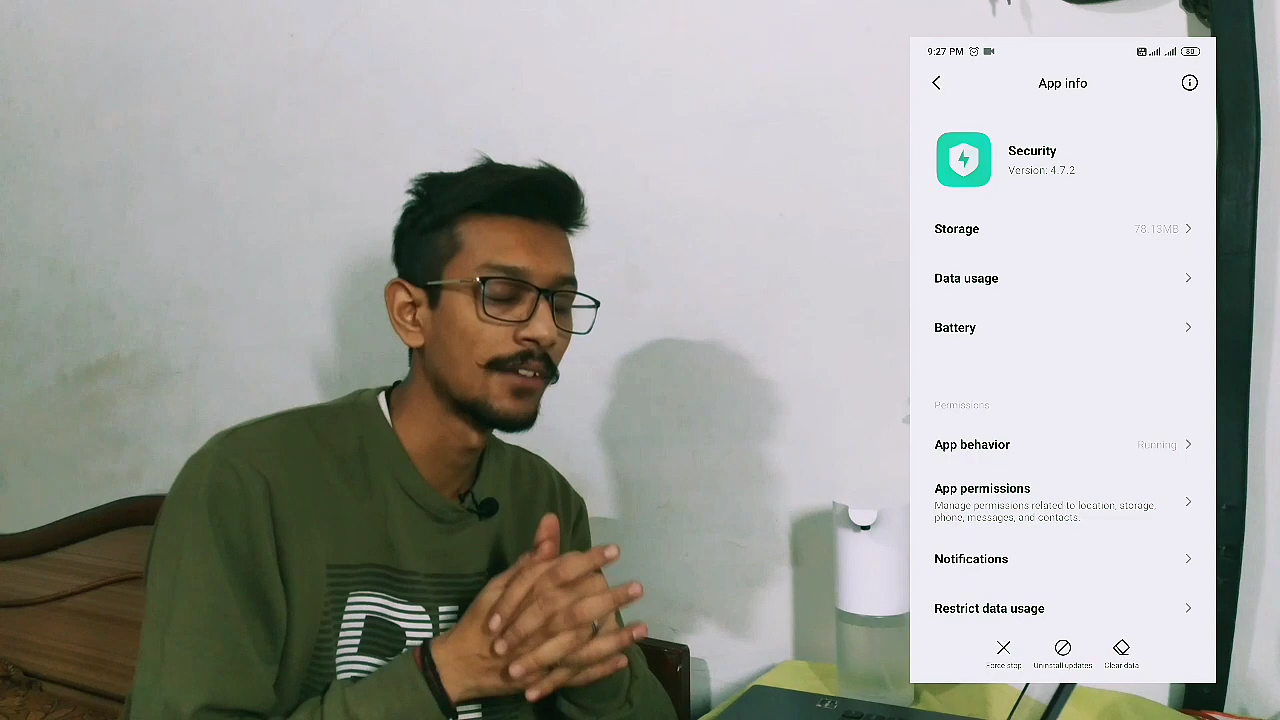 9:27 PM
App info
Security
Version: 4.7.2
Storage
78.13MB
Data usage
Battery
Permissions
App behavior
Running
App permissions
Manage permissions related to location, storage,
phone, messages, and contacts.
Notifications
Restrict data usage
Force stop
Uninstall updates
Clear data